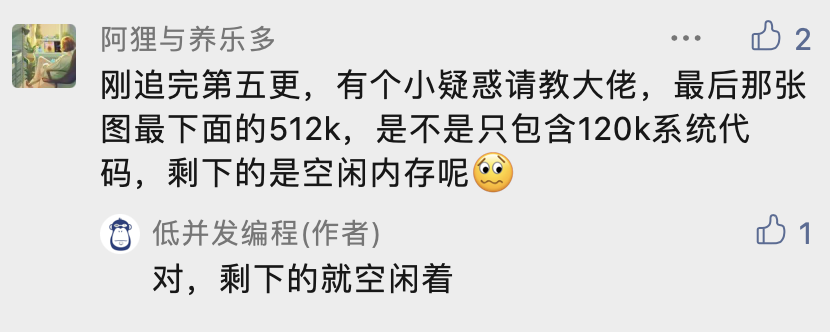 阿狸与养乐多
2
刚追完第五更，有个小疑惑请教大佬，最后那张
图最下面的512k，是不是只包含120k系统代
码，剩下的是空闲内存呢
低并发编程(作者)
1
对，剩下的就空闲着